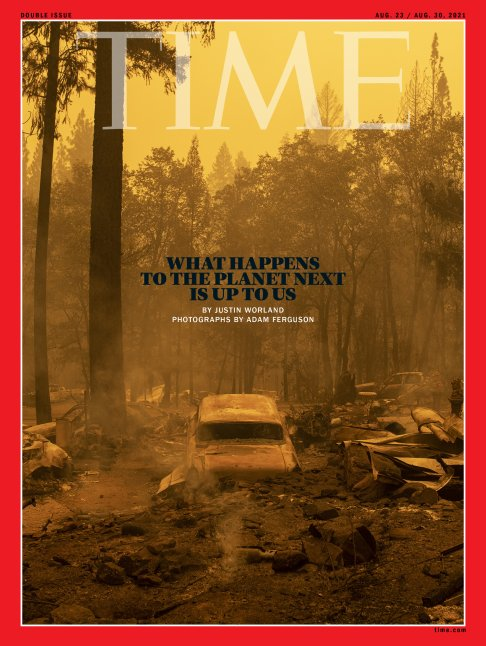 DOUBLE ISSUE
AUG. 23 / AUG. 30, 2021
TIME
WHAT HAPPENS
TO THE PLANET NEXT
IS UP TO US
BY JUSTIN WORLAND
PHOTOGRAPHS BY ADAM FERGUSON
time.com